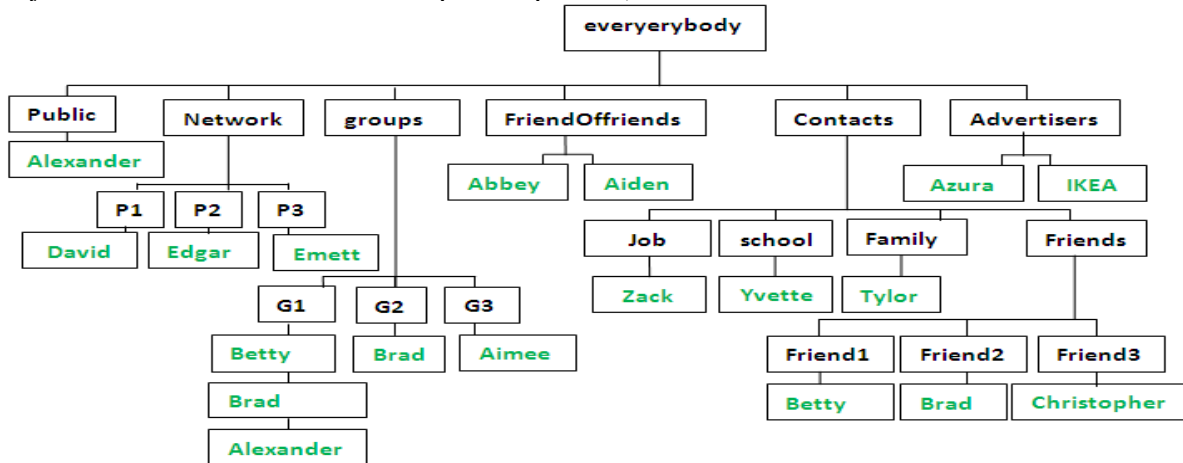 everyerybody
Public Network groups FriendOffriends Contacts Advertisers
Alexander
Abbey Aiden Azura IKEA
P1 P2 P3
Job school Family Friends
David Edgar Emett
Zack Yvette Tylor
G1 G2 G3
Betty Brad Aimee
Friend1 Friend2 Friend3
Brad
Betty Brad Christopher
Alexander